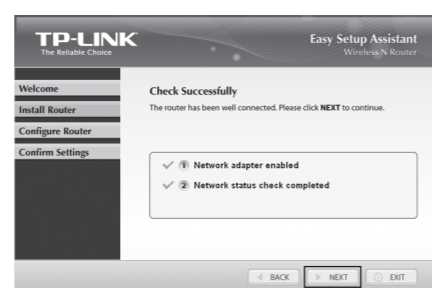 TP-LINK
The Reliable Choice
Easy Setup Assistant
Wireless N Router
Welcome
Install Router
Configure Router
Confirm Settings
Check Successfully
The router has been well connected. Please click NEXT to continue.
1 Network adapter enabled
2 Network status check completed
BACK
NEXT
EXIT